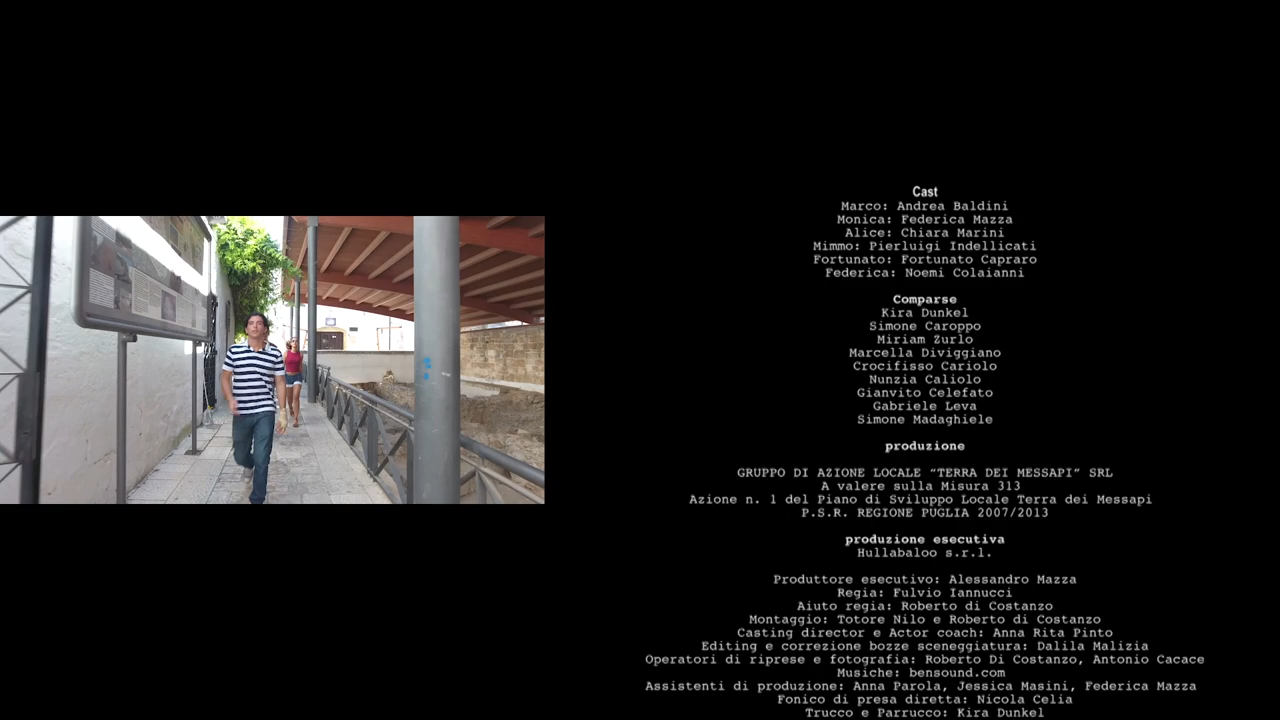 Cast
Marco: Andrea Baldini
Monica: Federica Mazza
Alice: Chiara Marini
Mimmo: Pierluigi Indellicati
Fortunato: Fortunato Capraro
Federica: Noemi Colaianni
Comparse
Kira Dunkel
Simone Caroppo
Miriam Zurlo
Marcella Diviggiano
Crocifisso Cariolo
Nunzia Caliolo
Gianvito Celefato
Gabriele Leva
Simone Madaghiele
produzione
GRUPPO DI AZIONE LOCALE “TERRA DEI MESSAPI” SRL
A valere sulla Misura 313
Azione n. 1 del Piano di Sviluppo Locale Terra dei Messapi
P.S.R. REGIONE PUGLIA 2007/2013
produzione esecutiva
Hullabaloo s.r.l.
Produttore esecutivo: Alessandro Mazza
Regia: Fulvio Iannucci
Aiuto regia: Roberto di Costanzo
Montaggio: Totore Nilo e Roberto di Costanzo
Casting director e Actor coach: Anna Rita Pinto
Editing e correzione bozze sceneggiatura: Dalila Malizia
Operatori di riprese e fotografia: Roberto Di Costanzo, Antonio Cacace
Musiche: bensound.com
Assistenti di produzione: Anna Parola, Jessica Masini, Federica Mazza
Fonico di presa diretta: Nicola Celia
Trucco e Parrucco: Kira Dunkel